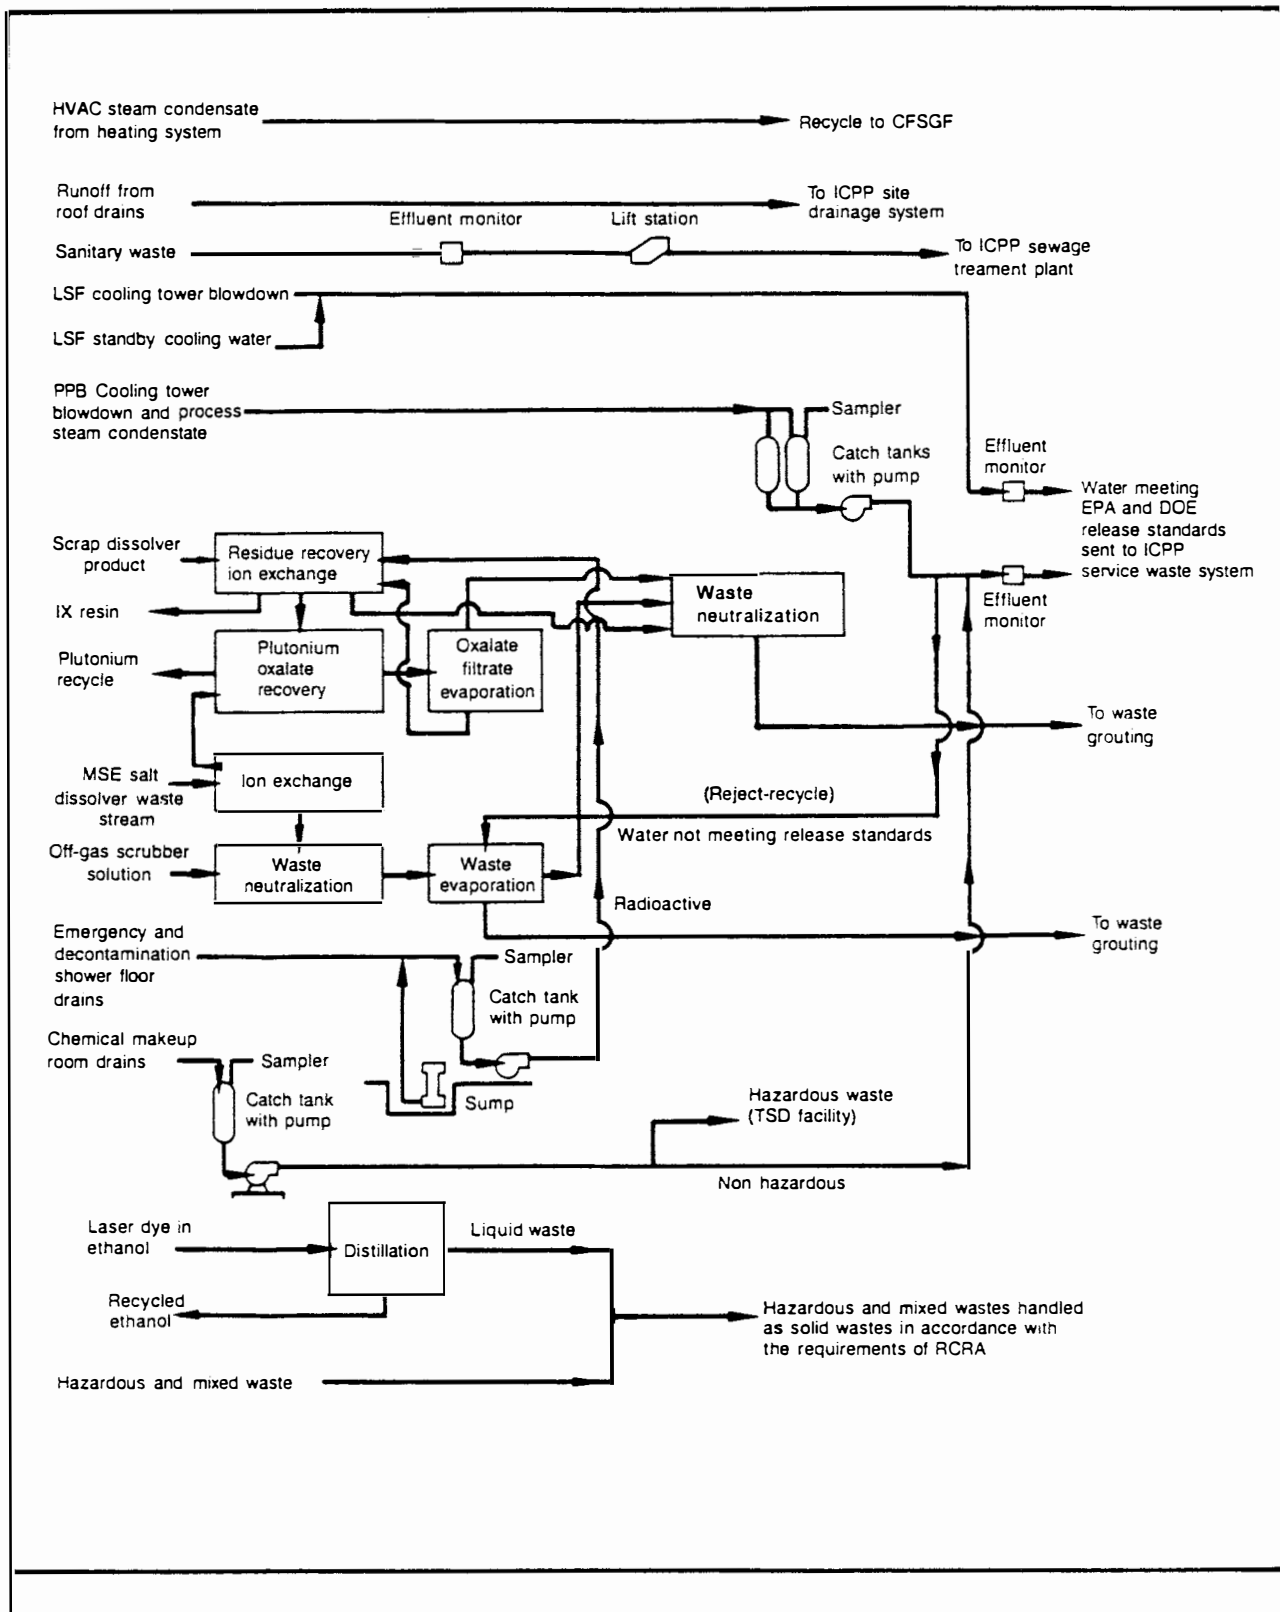 HVAC steam condensate
from heating system
Recycle to CFSGF
Runoff from
roof drains
To ICPP site
drainage system
Effluent monitor
Lift station
Sanitary waste
To ICPP sewage
treament plant
LSF cooling tower blowdown
LSF standby cooling water
PPB Cooling tower
blowdown and process
steam condenstate
Sampler
Catch tanks
with pump
Effluent
monitor
Water meeting
EPA and DOE
release standards
sent to ICPP
service waste system
Effluent
monitor
Scrap dissolver
product
Residue recovery
ion exchange
IX resin
Waste
neutralization
Plutonium
recycle
Plutonium
oxalate
recovery
Oxalate
filtrate
evaporation
To waste
grouting
MSE salt
dissolver waste
stream
Ion exchange
(Reject-recycle)
Water not meeting release standards
Off-gas scrubber
solution
Waste
neutralization
Waste
evaporation
Radioactive
To waste
grouting
Emergency and
decontamination
shower floor
drains
Sampler
Catch tank
with pump
Chemical makeup
room drains
Sampler
Catch tank
with pump
Sump
Hazardous waste
(TSD facility)
Non hazardous
Laser dye in
ethanol
Distillation
Liquid waste
Recycled
ethanol
Hazardous and mixed wastes handled
as solid wastes in accordance with
the requirements of RCRA
Hazardous and mixed waste